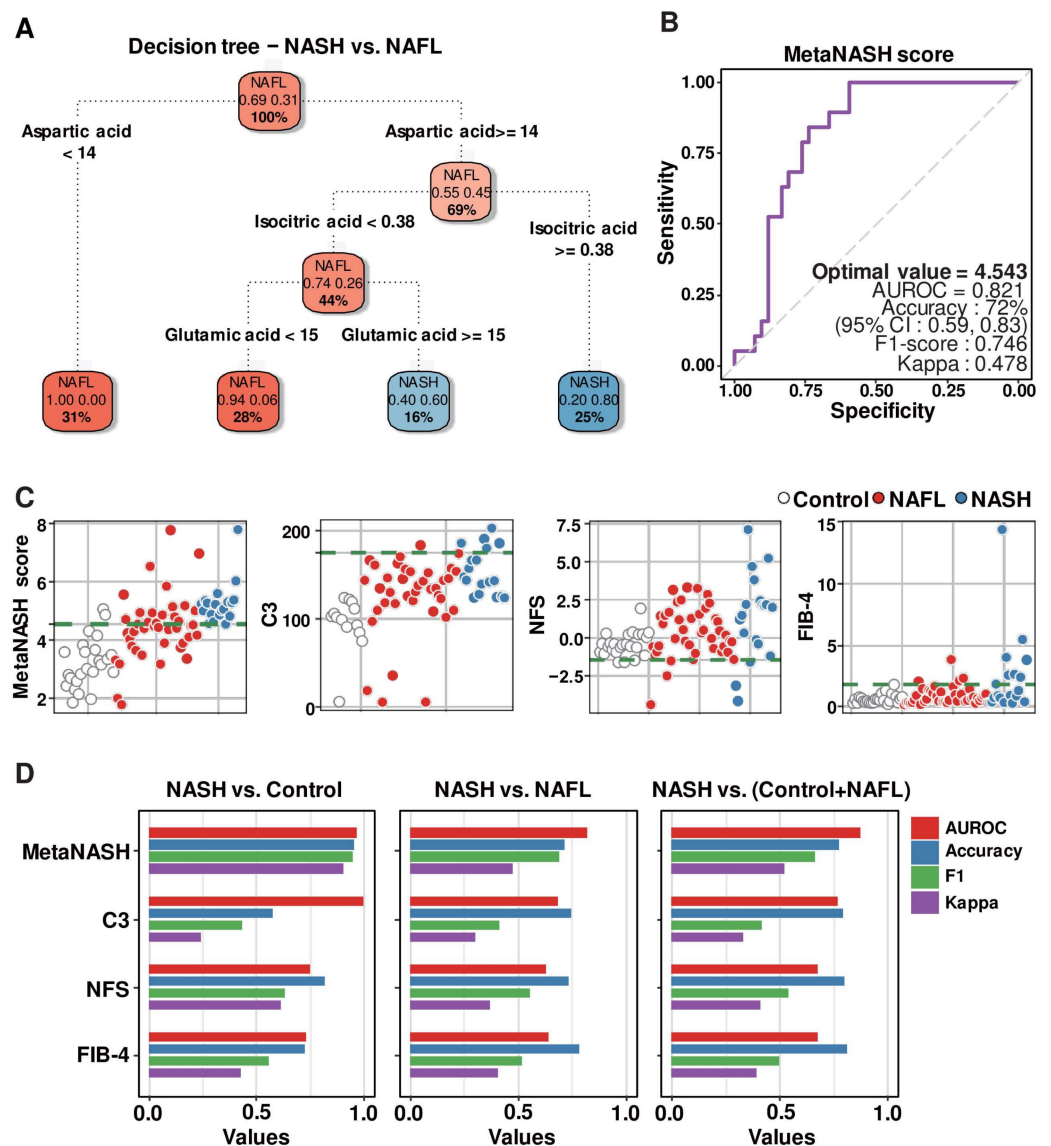 A
Decision tree – NASH vs. NAFL
NAFL
0.69 0.31
100%
Aspartic acid
< 14
Aspartic acid>= 14
NAFL
0.55 0.45
69%
Isocitric acid < 0.38
Isocitric acid
>= 0.38
NAFL
0.74 0.26
44%
Glutamic acid < 15
Glutamic acid >= 15
NAFL
1.00 0.00
31%
NAFL
0.94 0.06
28%
NASH
0.40 0.60
16%
NASH
0.20 0.80
25%
B
MetaNASH score
Sensitivity
1.00
0.75
0.50
0.25
0.00
Optimal value = 4.543
AUROC = 0.821
Accuracy : 72%
(95% CI : 0.59, 0.83)
F1-score : 0.746
Kappa : 0.478
1.00 0.75 0.50 0.25 0.00
Specificity
C
Control NAFL NASH
MetaNASH score
8
6
4
2
C3
200
100
0
NFS
7.5
5.0
2.5
0.0
−2.5
FIB-4
15
10
5
0
D
NASH vs. Control
NASH vs. NAFL
NASH vs. (Control+NAFL)
MetaNASH
C3
NFS
FIB-4
AUROC
Accuracy
F1
Kappa
0.0 0.5 1.0
Values
0.0 0.5 1.0
Values
0.0 0.5 1.0
Values